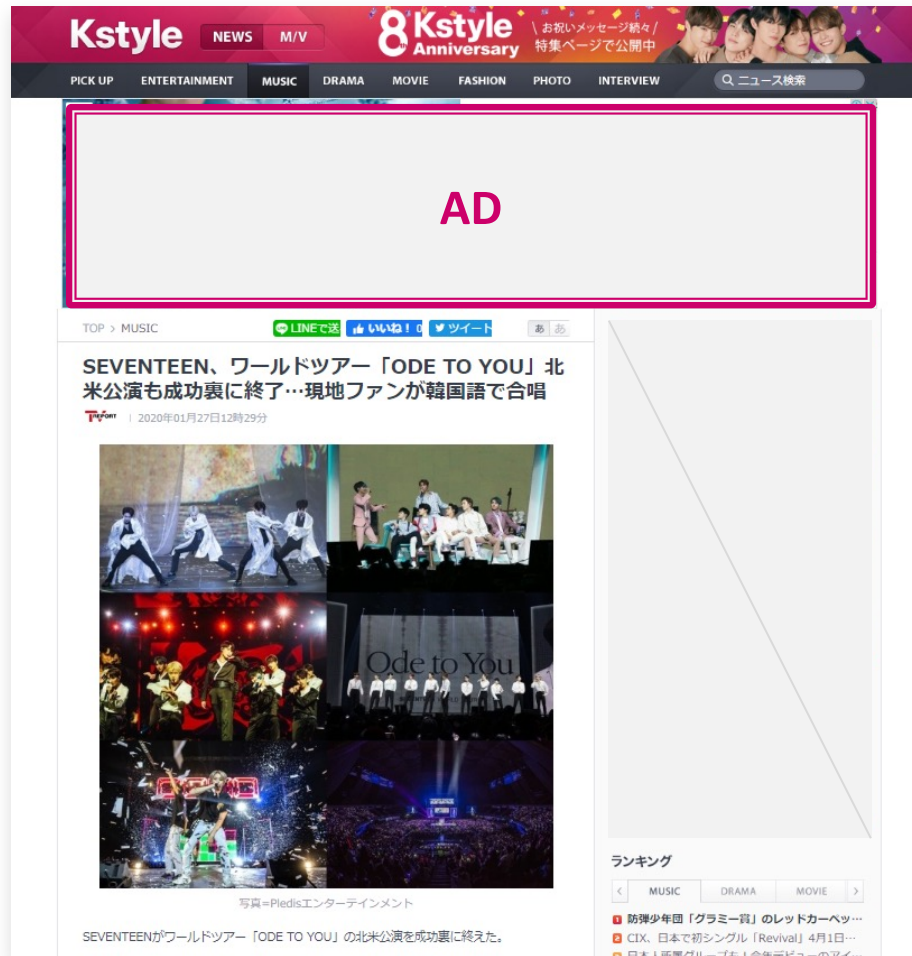 Kstyle
NEWS M/V
8th Kstyle Anniversary
\ お祝いメッセージ続々 /
特集ページで公開中
PICK UP ENTERTAINMENT MUSIC DRAMA MOVIE FASHION PHOTO INTERVIEW ニュース検索
AD
TOP > MUSIC LINEで送 いいね！ 0 ツイート あ あ
SEVENTEEN、ワールドツアー「ODE TO YOU」北
米公演も成功裏に終了…現地ファンが韓国語で合唱
TVREPORT | 2020年01月27日12時29分
Ode to You
写真=Pledisエンターテインメント
SEVENTEENがワールドツアー「ODE TO YOU」の北米公演を成功裏に終えた。
ランキング
< MUSIC DRAMA MOVIE >
1 防弾少年団「グラミー賞」のレッドカーペッ…
2 CIX、日本で初シングル「Revival」4月1日…